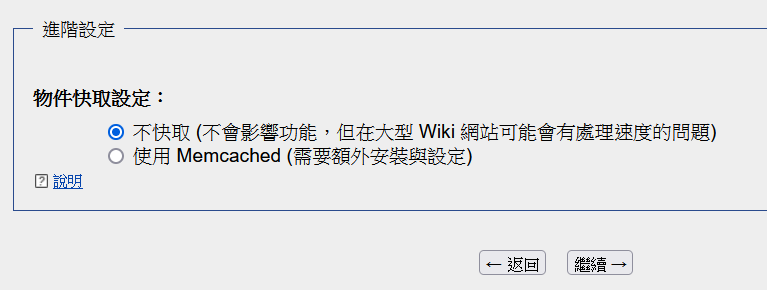 進階設定
物件快取設定：
不快取 (不會影響功能，但在大型 Wiki 網站可能會有處理速度的問題)
使用 Memcached (需要額外安裝與設定)
? 說明
← 返回 繼續 →